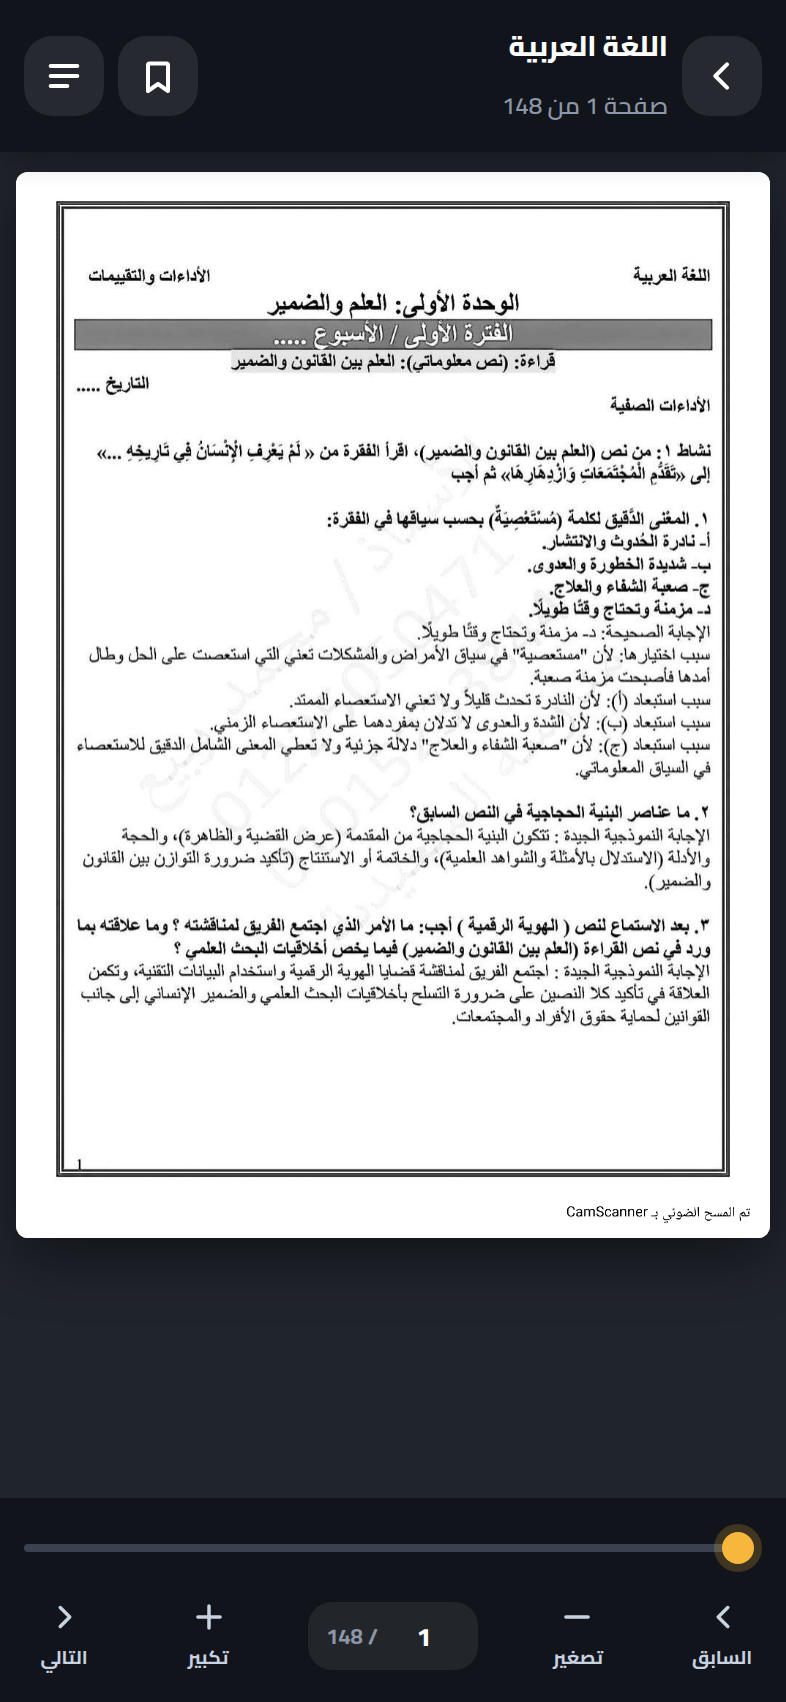 اللغة العربية
صفحة 1 من 148
اللغة العربية
الأداءات والتقييمات
الوحدة الأولى: العلم والضمير
الفترة الأولى / الأسبوع .....
قراءة: (نص معلوماتي): العلم بين القانون والضمير
التاريخ .....
الأداءات الصفية
نشاط ١: من نص (العلم بين القانون والضمير)، اقرأ الفقرة من « لَمْ يَعْرِفِ الْإِنْسَانُ فِي تَارِيخِهِ ...»
إلى «تَقَدُّمِ الْمُجْتَمَعَاتِ وَازْدِهَارِهَا» ثم أجب
١. المعْنى الدَّقيق لكلمة (مُسْتَعْصِيَةٌ) بحسب سياقها في الفقرة:
أ- نادرة الحُدوث والانتشار.
ب- شديدة الخطورة والعدوى.
ج- صعبة الشفاء والعلاج.
د- مزمنة وتحتاج وقتًا طويلًا.
الإجابة الصحيحة: د- مزمنة وتحتاج وقتًا طويلًا.
سبب اختيارها: لأن "مستعصية" في سياق الأمراض والمشكلات تعني التي استعصت على الحل وطال
أمدها فأصبحت مزمنة صعبة.
سبب استبعاد (أ): لأن النادرة تحدث قليلاً ولا تعني الاستعصاء الممتد.
سبب استبعاد (ب): لأن الشدة والعدوى لا تدلان بمفردهما على الاستعصاء الزمني.
سبب استبعاد (ج): لأن "صعبة الشفاء والعلاج" دلالة جزئية ولا تعطي المعنى الشامل الدقيق للاستعصاء
في السياق المعلوماتي.
٢. ما عناصر البنية الحجاجية في النص السابق؟
الإجابة النموذجية الجيدة : تتكون البنية الحجاجية من المقدمة (عرض القضية والظاهرة)، والحجة
والأدلة (الاستدلال بالأمثلة والشواهد العلمية)، والخاتمة أو الاستنتاج (تأكيد ضرورة التوازن بين القانون
والضمير).
٣. بعد الاستماع لنص ( الهوية الرقمية ) أجب: ما الأمر الذي اجتمع الفريق لمناقشته ؟ وما علاقته بما
ورد في نص القراءة (العلم بين القانون والضمير) فيما يخص أخلاقيات البحث العلمي ؟
الإجابة النموذجية الجيدة : اجتمع الفريق لمناقشة قضايا الهوية الرقمية واستخدام البيانات التقنية، وتكمن
العلاقة في تأكيد كلا النصين على ضرورة التسلح بأخلاقيات البحث العلمي والضمير الإنساني إلى جانب
القوانين لحماية حقوق الأفراد والمجتمعات.
1
تم المسح الضوئي بـ CamScanner
السابق
تصغير
1
148 /
تكبير
التالي